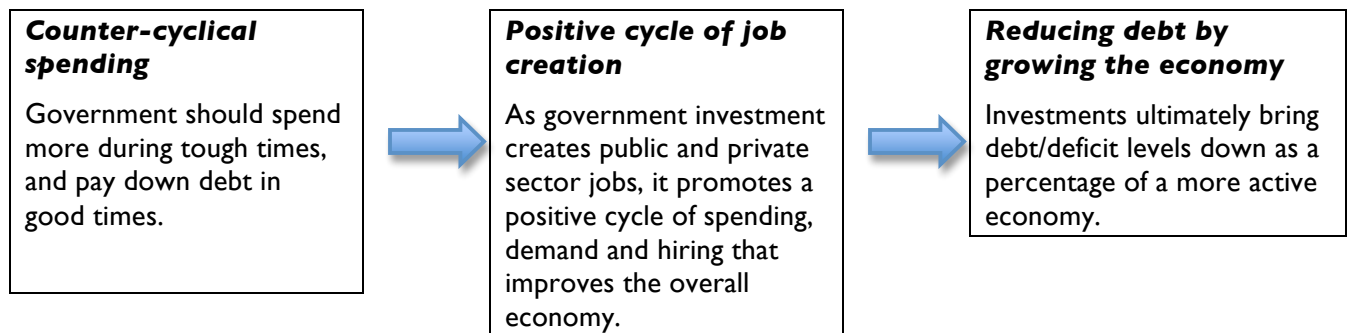 Counter-cyclical
spending
Government should spend
more during tough times,
and pay down debt in
good times.
Positive cycle of job
creation
As government investment
creates public and private
sector jobs, it promotes a
positive cycle of spending,
demand and hiring that
improves the overall
economy.
Reducing debt by
growing the economy
Investments ultimately bring
debt/deficit levels down as a
percentage of a more active
economy.